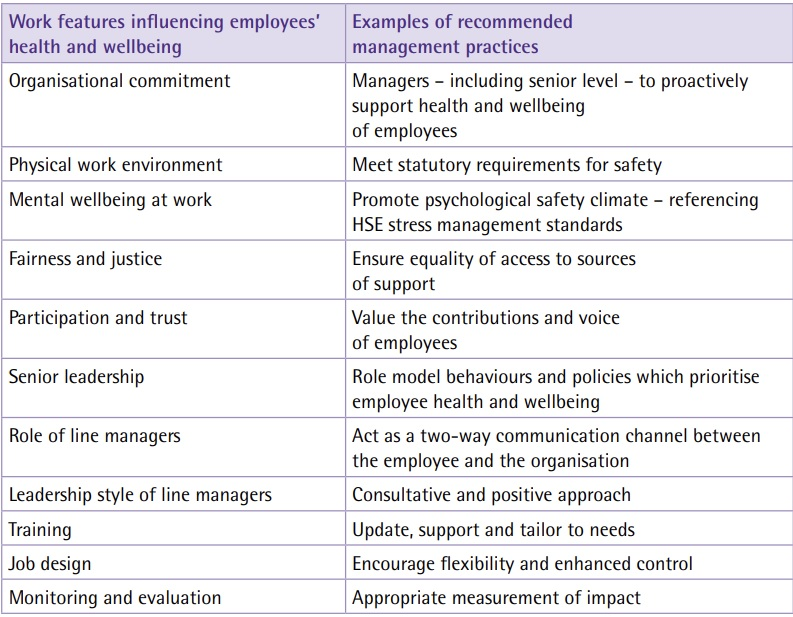 Work features influencing employees’
health and wellbeing
Examples of recommended
management practices
Organisational commitment
Managers – including senior level – to proactively
support health and wellbeing
of employees
Physical work environment
Meet statutory requirements for safety
Mental wellbeing at work
Promote psychological safety climate – referencing
HSE stress management standards
Fairness and justice
Ensure equality of access to sources
of support
Participation and trust
Value the contributions and voice
of employees
Senior leadership
Role model behaviours and policies which prioritise
employee health and wellbeing
Role of line managers
Act as a two-way communication channel between
the employee and the organisation
Leadership style of line managers
Consultative and positive approach
Training
Update, support and tailor to needs
Job design
Encourage flexibility and enhanced control
Monitoring and evaluation
Appropriate measurement of impact